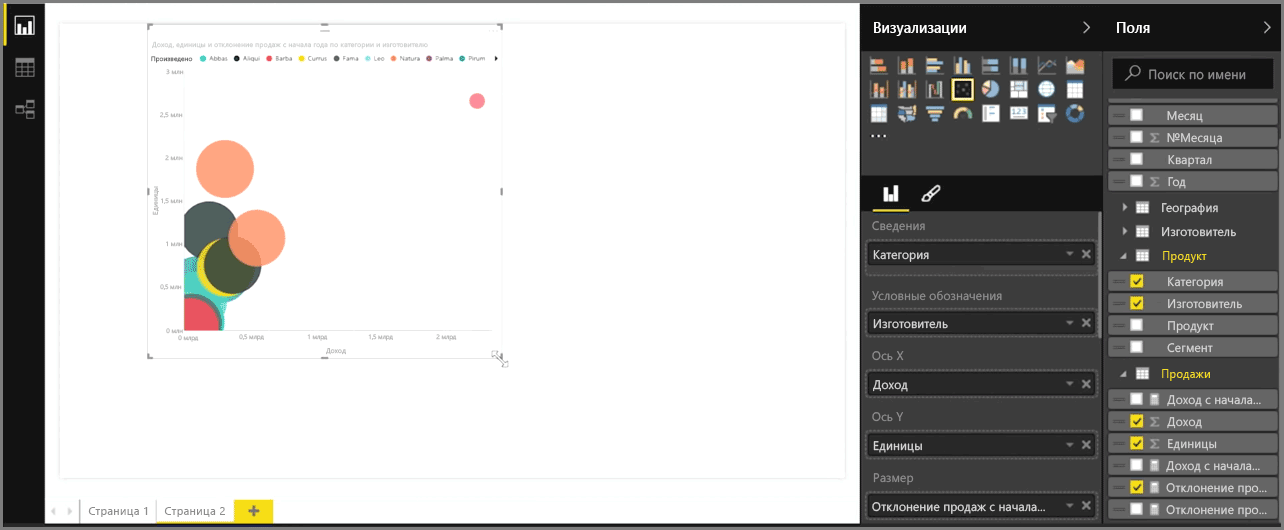 Доход, единицы и отклонения продаж с начала года по категории и изготовителю
Произведено Abbas Aliqui Barba Currus Fama Leo Natura Palma Pirum
3 млн
2,5 млн
2 млн
1,5 млн
1 млн
0,5 млн
0 млн
Единицы
0 млрд 0,5 млрд 1 млрд 1,5 млрд 2 млрд
Доход
Страница 1 Страница 2 +
Визуализации
...
Сведения
Категория
Условные обозначения
Изготовитель
Ось X
Доход
Ось Y
Единицы
Размер
Отклонение продаж с начала...
Поля
Поиск по имени
Месяц
Σ №Месяца
Квартал
Σ Год
География
Изготовитель
Продукт
Категория
Изготовитель
Продукт
Сегмент
Продажи
Доход с начала...
Σ Доход
Σ Единицы
Доход с начала...
Отклонение про...
Отклонение про...